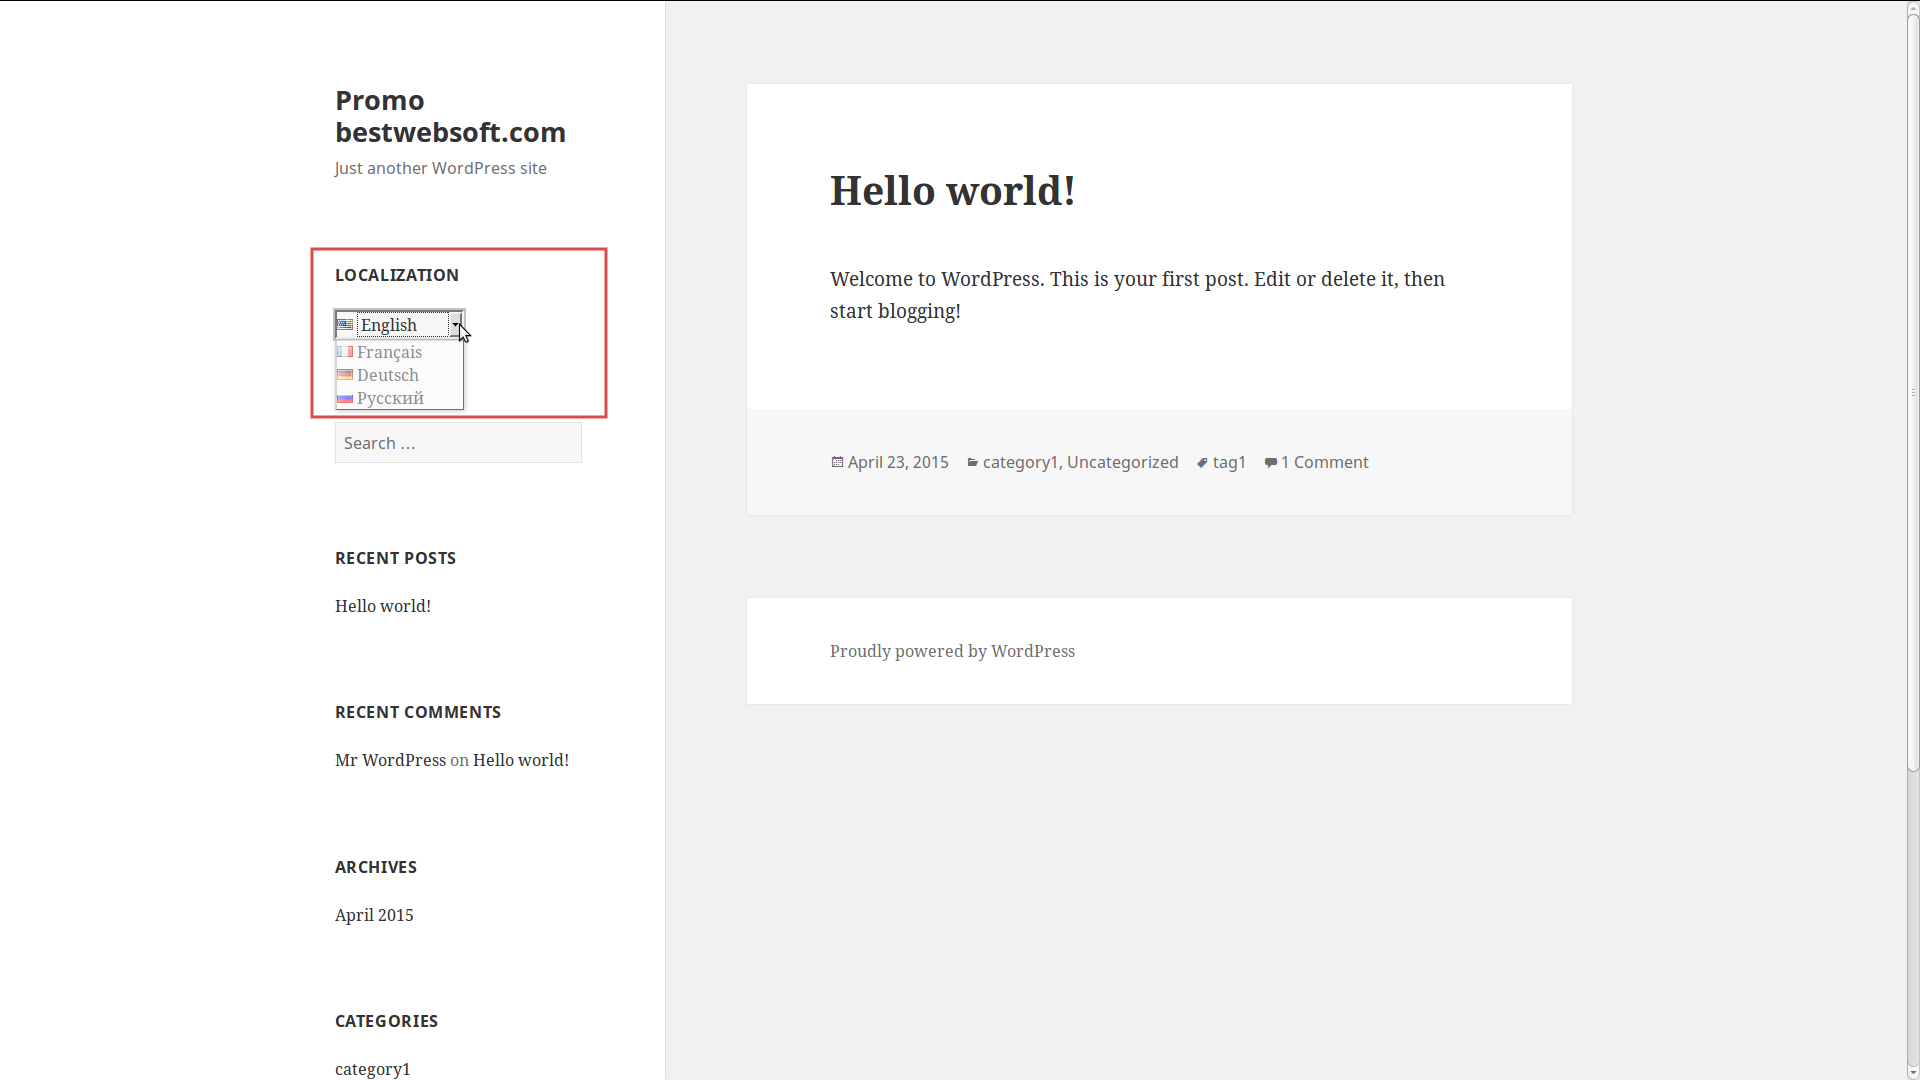 Promo
bestwebsoft.com
Just another WordPress site
LOCALIZATION
English
Français
Deutsch
Русский
Search …
RECENT POSTS
Hello world!
RECENT COMMENTS
Mr WordPress on Hello world!
ARCHIVES
April 2015
CATEGORIES
category1
Hello world!
Welcome to WordPress. This is your first post. Edit or delete it, then
start blogging!
April 23, 2015 category1, Uncategorized tag1 1 Comment
Proudly powered by WordPress